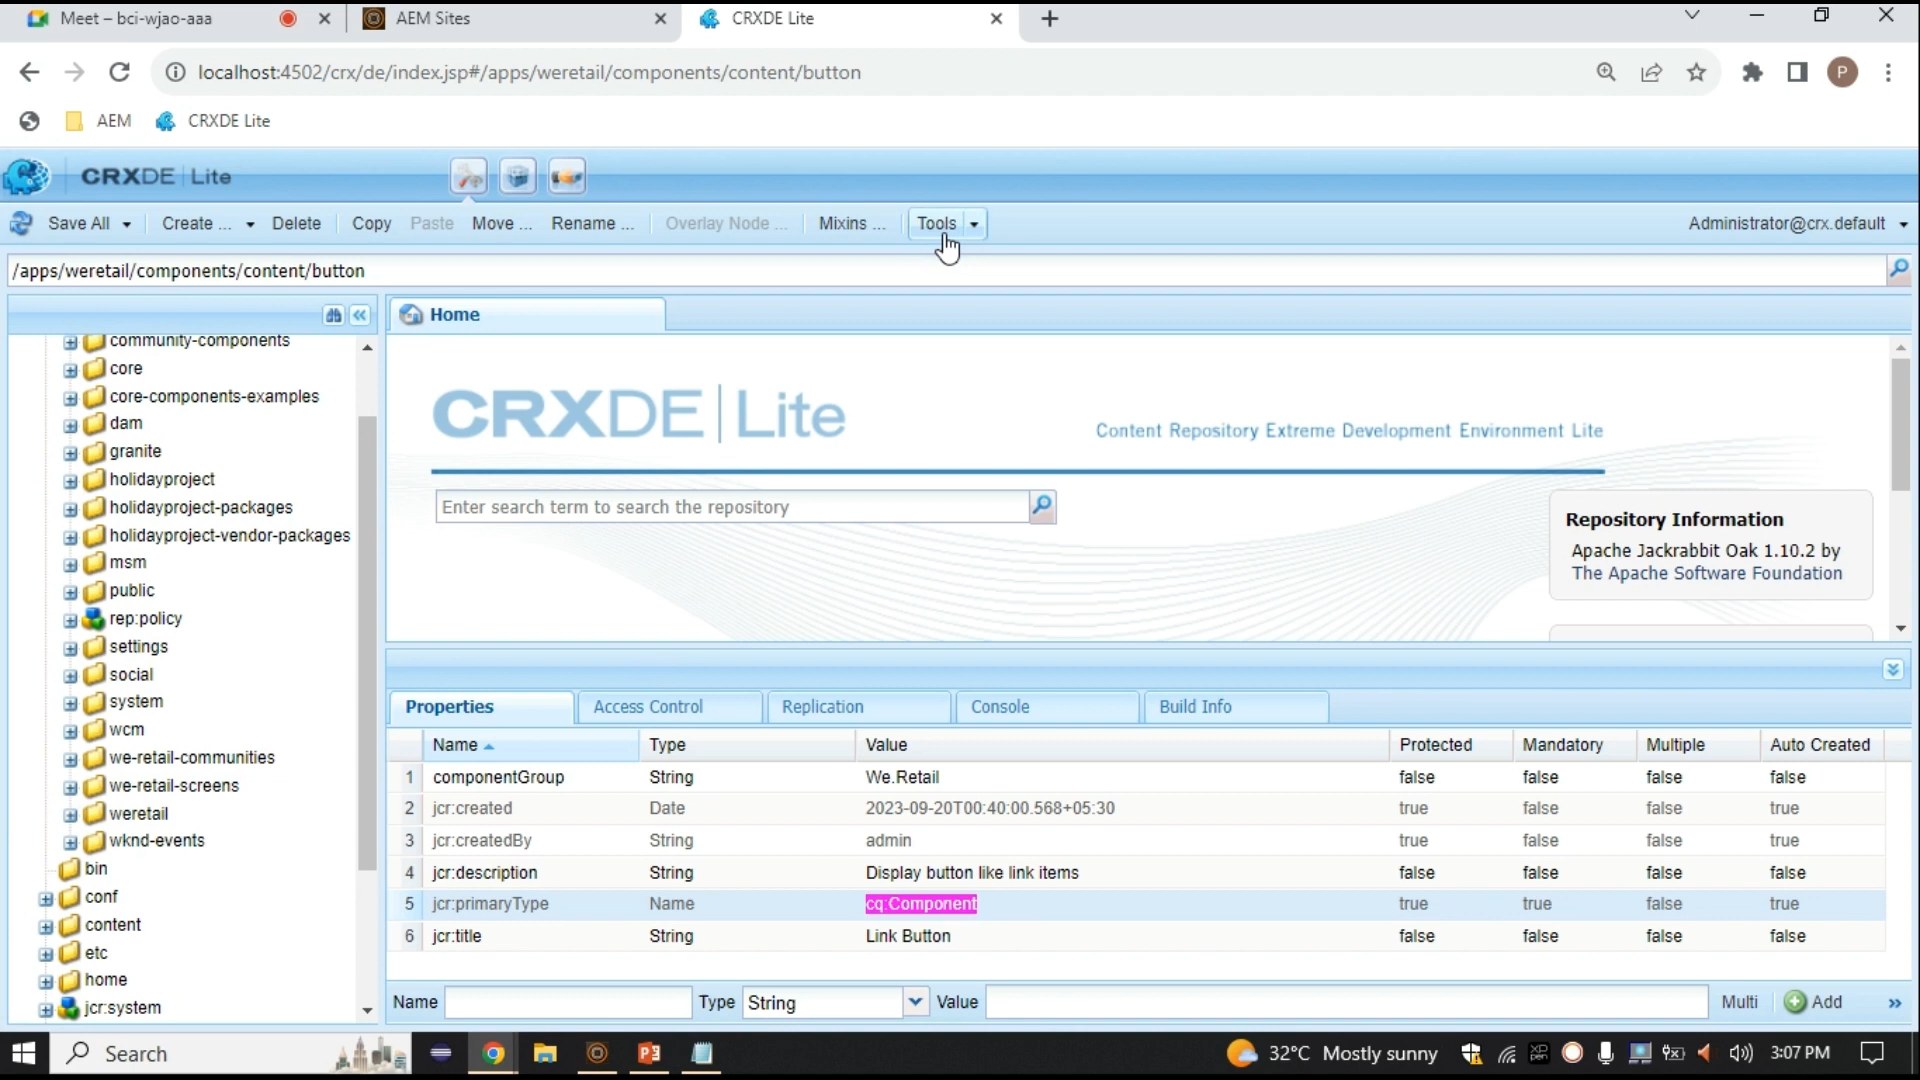 Meet – bci-wjao-aaa
AEM Sites
CRXDE Lite
localhost:4502/crx/de/index.jsp#/apps/weretail/components/content/button
P
AEM
CRXDE Lite
CRXDE | Lite
Save All
Create ...
Delete
Copy
Paste
Move ...
Rename ...
Overlay Node ...
Mixins ...
Tools
Administrator@crx.default
/apps/weretail/components/content/button
Home
community-components
core
core-components-examples
dam
granite
holidayproject
holidayproject-packages
holidayproject-vendor-packages
msm
public
rep:policy
settings
social
system
wcm
we-retail-communities
we-retail-screens
weretail
wknd-events
bin
conf
content
etc
home
jcr:system
CRXDE | Lite
Content Repository Extreme Development Environment Lite
Enter search term to search the repository
Repository Information
Apache Jackrabbit Oak 1.10.2 by
The Apache Software Foundation
Properties
Access Control
Replication
Console
Build Info
Name Type Value Protected Mandatory Multiple Auto Created
1 componentGroup String We.Retail false false false false
2 jcr:created Date 2023-09-20T00:40:00.568+05:30 true false false true
3 jcr:createdBy String admin true false false true
4 jcr:description String Display button like link items false false false false
5 jcr:primaryType Name cq:Component true true false true
6 jcr:title String Link Button false false false false
Name Type String Value Multi Add
Search
32°C Mostly sunny
3:07 PM